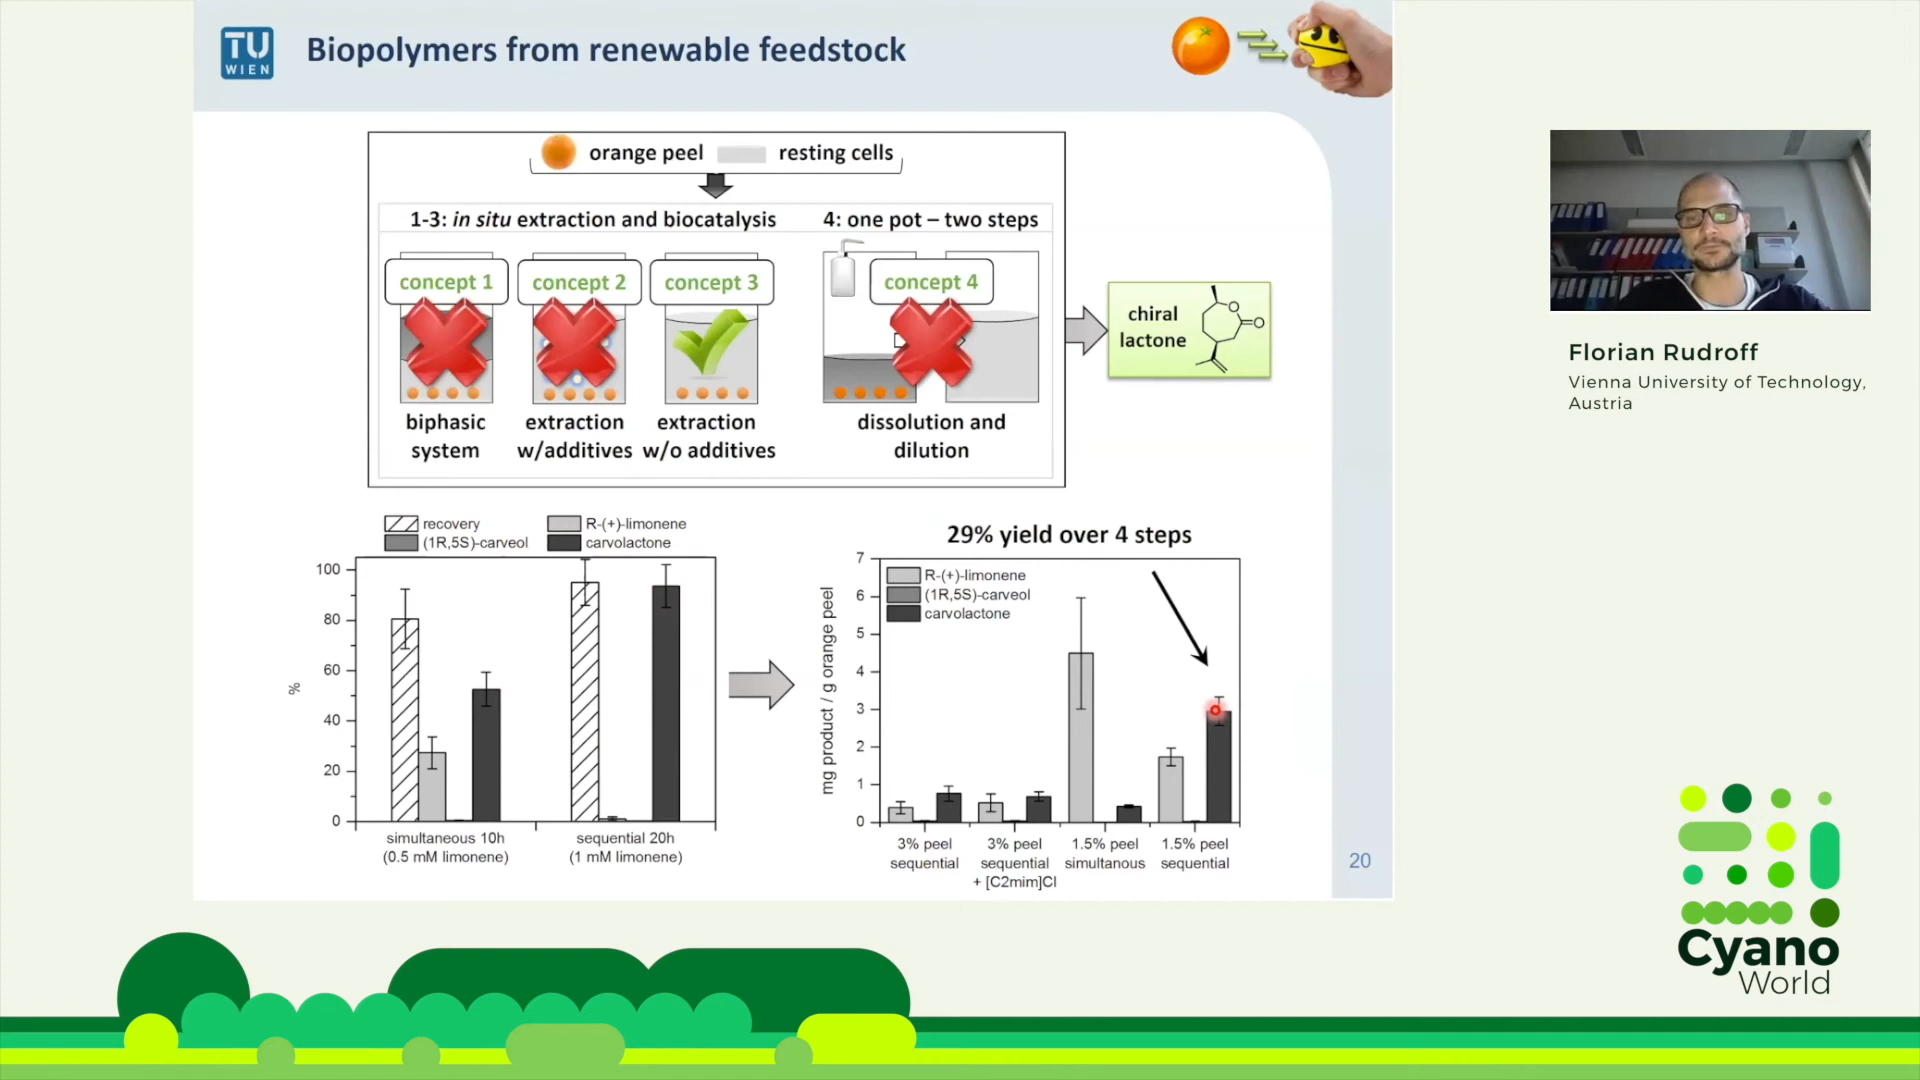 TU
WIEN
Biopolymers from renewable feedstock
orange peel
resting cells
1-3: in situ extraction and biocatalysis
4: one pot – two steps
concept 1
concept 2
concept 3
concept 4
biphasic
system
extraction
w/additives
extraction
w/o additives
dissolution and
dilution
chiral
lactone
O
O
recovery
R-(+)-limonene
(1R,5S)-carveol
carvolactone
100
80
60
40
20
0
%
simultaneous 10h
(0.5 mM limonene)
sequential 20h
(1 mM limonene)
29% yield over 4 steps
7
6
5
4
3
2
1
0
mg product / g orange peel
R-(+)-limonene
(1R,5S)-carveol
carvolactone
3% peel
sequential
3% peel
sequential
+ [C2mim]Cl
1.5% peel
simultanous
1.5% peel
sequential
20
Florian Rudroff
Vienna University of Technology,
Austria
Cyano
World